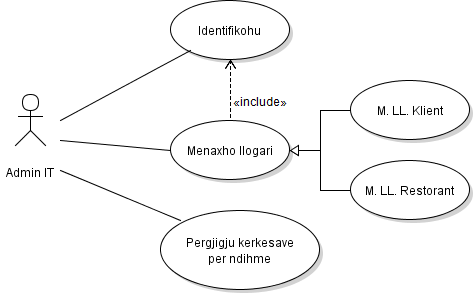 Identifikohu
«include»
M. LL. Klient
Menaxho llogari
Admin IT
M. LL. Restorant
Pergjigju kerkesave
per ndihme